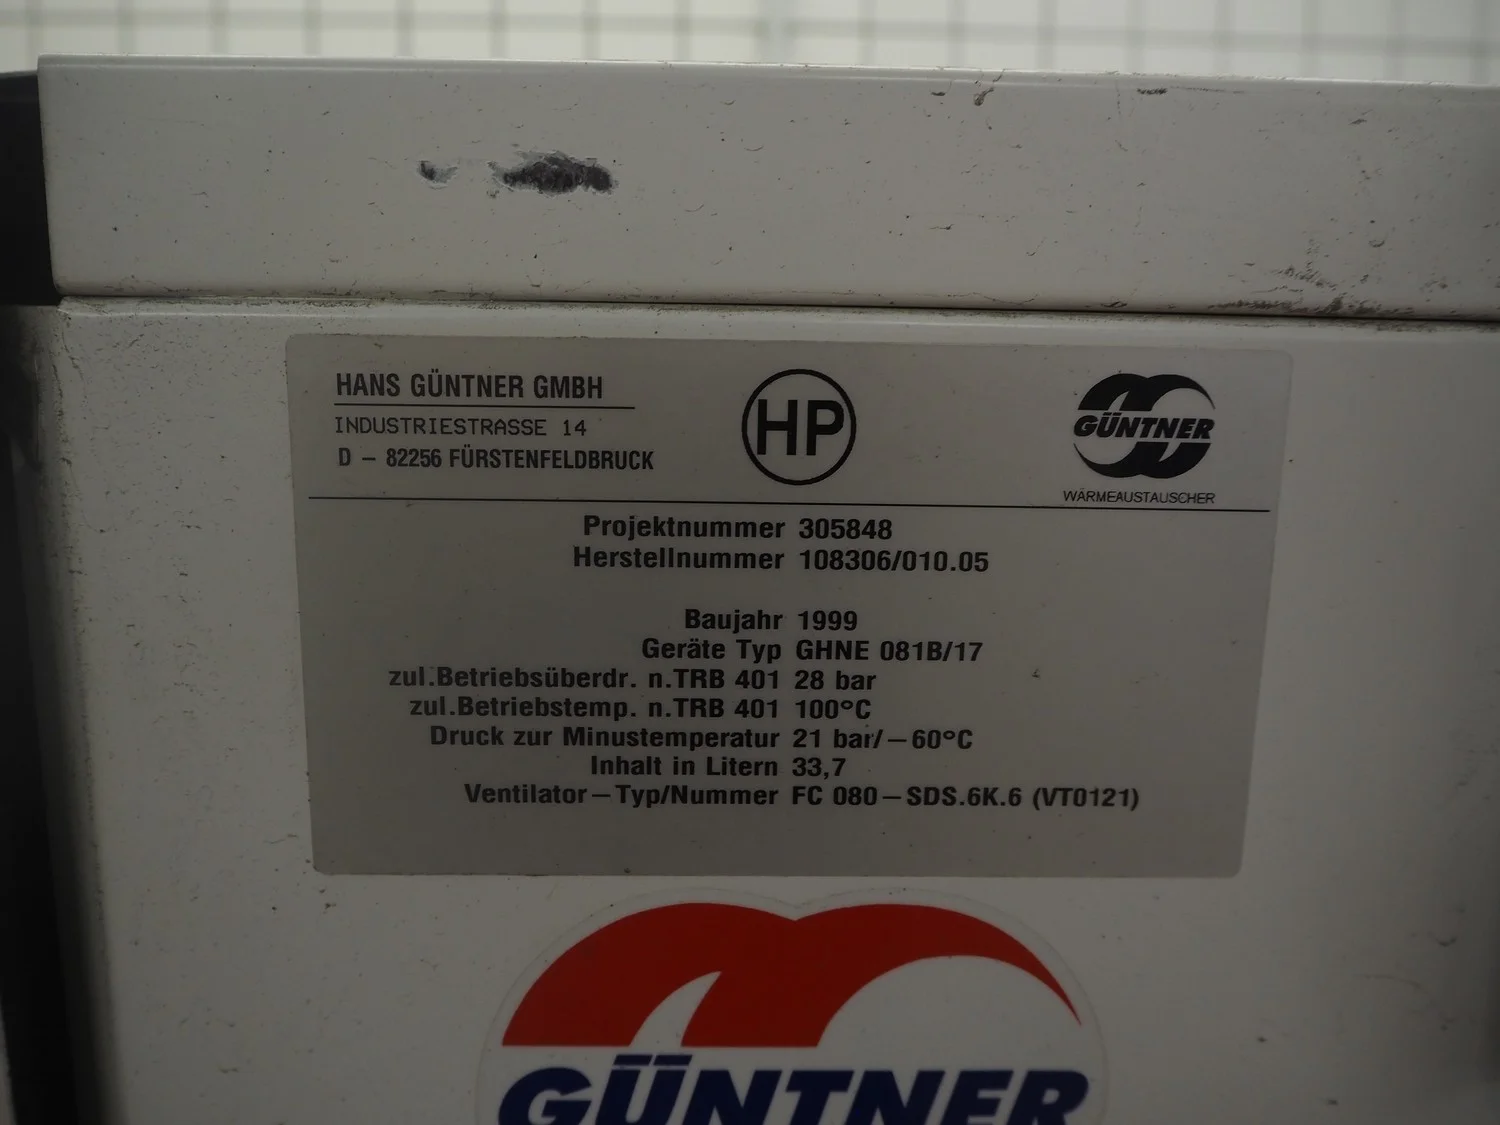 HANS GÜNTNER GMBH
INDUSTRIESTRASSE 14
D – 82256 FÜRSTENFELDBRUCK
HP
GÜNTNER
WÄRMEAUSTAUSCHER
Projektnummer 305848
Herstellnummer 108306/010.05
Baujahr 1999
Geräte Typ GHNE 081B/17
zul.Betriebsüberdr. n.TRB 401 28 bar
zul.Betriebstemp. n.TRB 401 100°C
Druck zur Minustemperatur 21 bar/–60°C
Inhalt in Litern 33,7
Ventilator–Typ/Nummer FC 080–SDS.6K.6 (VT0121)
GÜNTNER